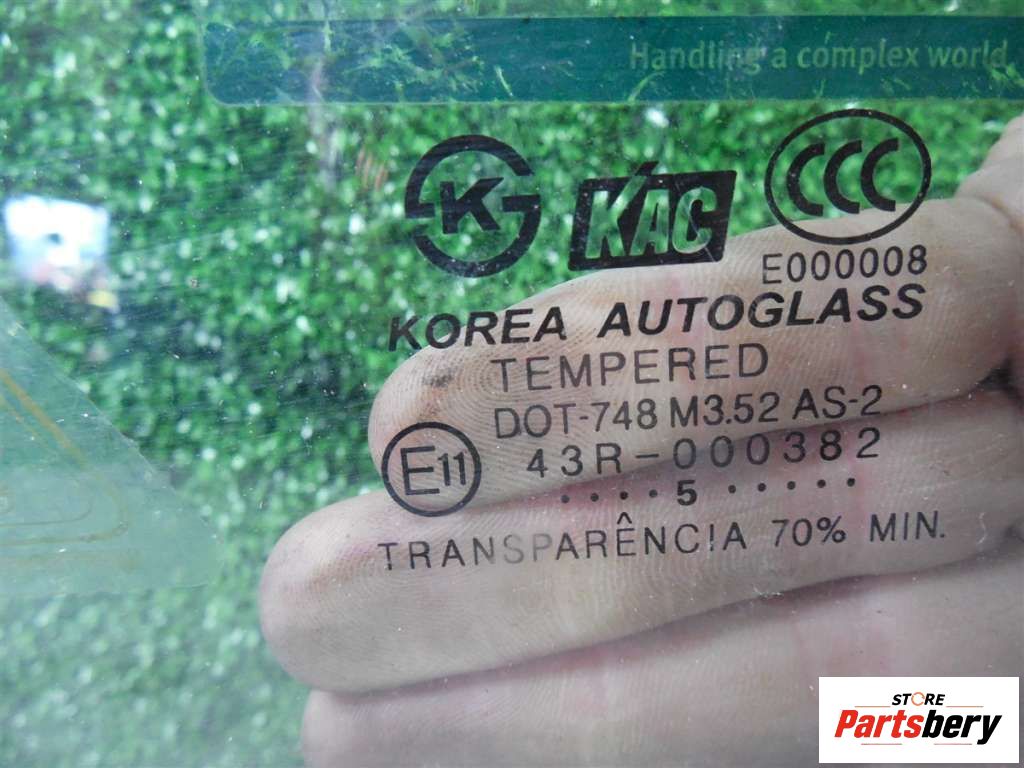 Handling a complex world.
K
KAC
CCC
E000008
KOREA AUTOGLASS
TEMPERED
DOT-748 M3.52 AS-2
E11
43R-000382
....5.....
TRANSPARÊNCIA 70% MIN.
STORE
Partsbery